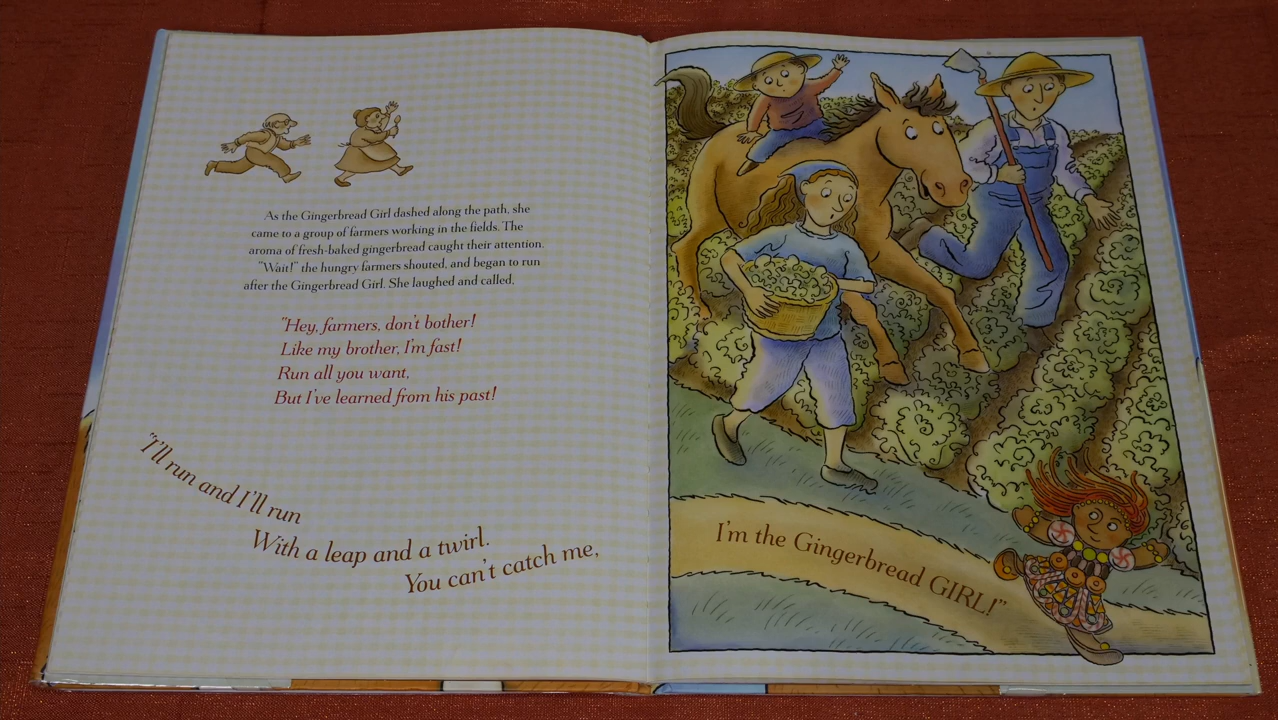 As the Gingerbread Girl dashed along the path, she
came to a group of farmers working in the fields. The
aroma of fresh-baked gingerbread caught their attention.
"Wait!" the hungry farmers shouted, and began to run
after the Gingerbread Girl. She laughed and called,
"Hey, farmers, don't bother!
Like my brother, I'm fast!
Run all you want,
But I've learned from his past!
"I'll run and I'll run
With a leap and a twirl.
You can't catch me,
I'm the Gingerbread GIRL!"